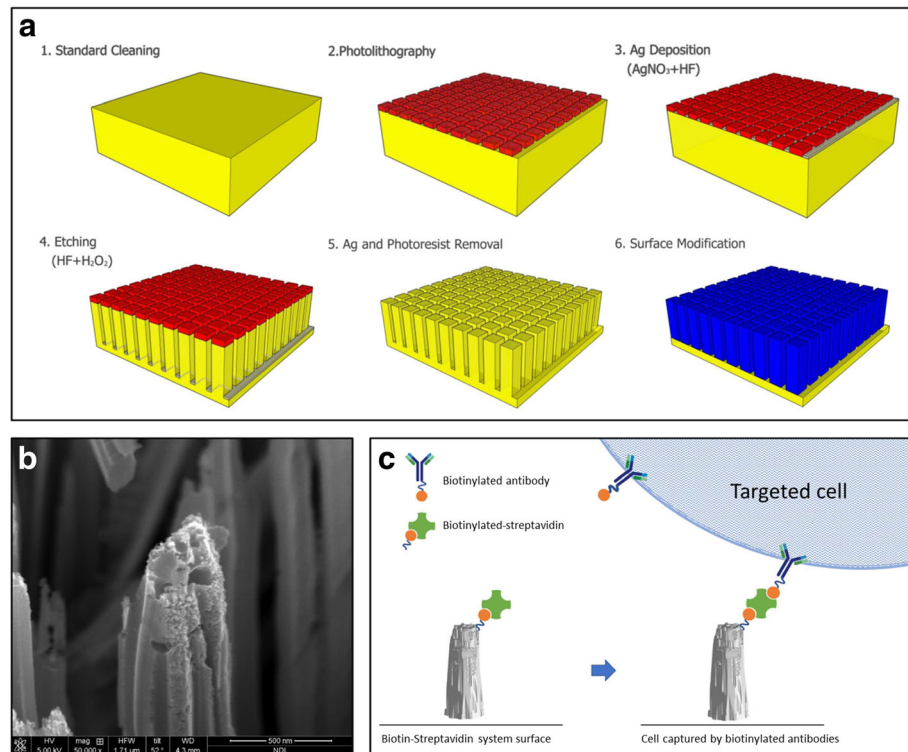 a
1. Standard Cleaning
2.Photolithography
3. Ag Deposition
(AgNO₃+HF)
4. Etching
(HF+H₂O₂)
5. Ag and Photoresist Removal
6. Surface Modification
b
HV
5.00 kV
mag
50,000 x
HFW
1.71 µm
tilt
52 °
WD
4.3 mm
500 nm
NDL
c
Biotinylated antibody
Biotinylated-streptavidin
Targeted cell
Biotin-Streptavidin system surface
Cell captured by biotinylated antibodies